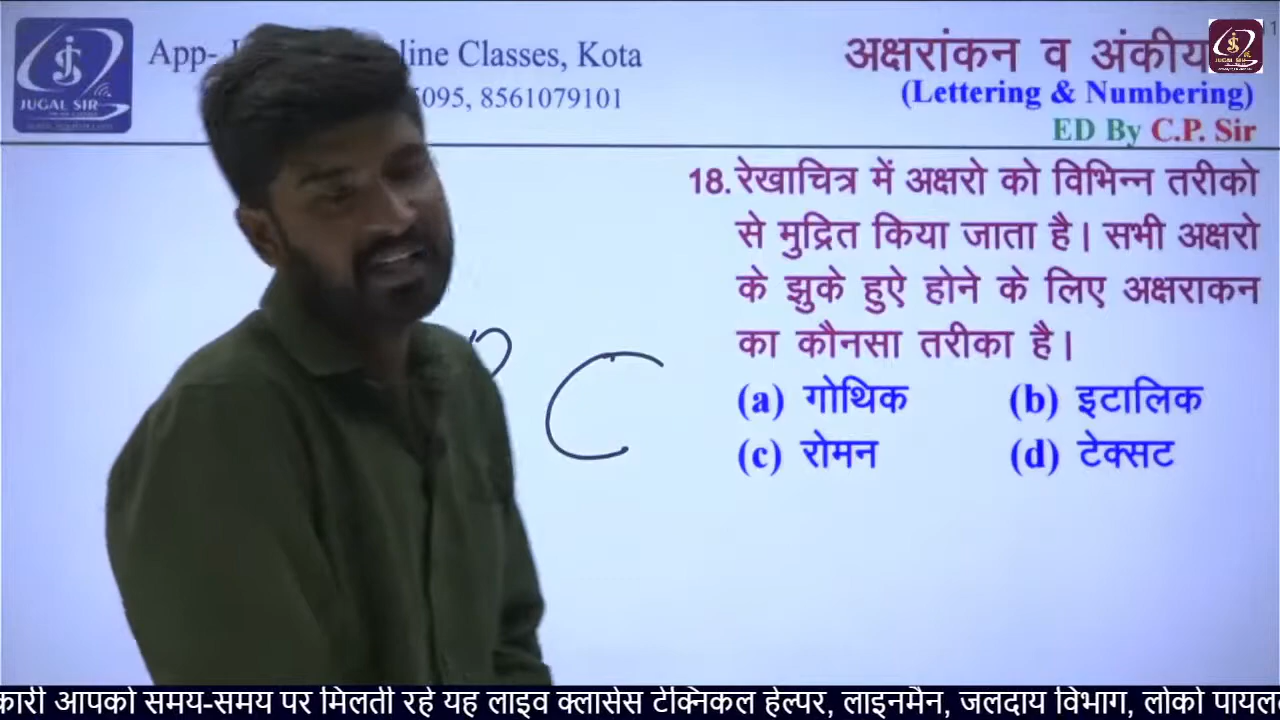 JUGAL SIR
App- line Classes, Kota
5095, 8561079101
अक्षरांकन व अंकीय
(Lettering & Numbering)
ED By C.P. Sir
18. रेखाचित्र में अक्षरो को विभिन्न तरीको
से मुद्रित किया जाता है। सभी अक्षरो
के झुके हुऐ होने के लिए अक्षराकन
का कौनसा तरीका है।
(a) गोथिक (b) इटालिक
(c) रोमन (d) टेक्सट
C
कारी आपको समय-समय पर मिलती रहे यह लाइव क्लासेस टेक्निकल हेल्पर, लाइनमैन, जलदाय विभाग, लोको पायल